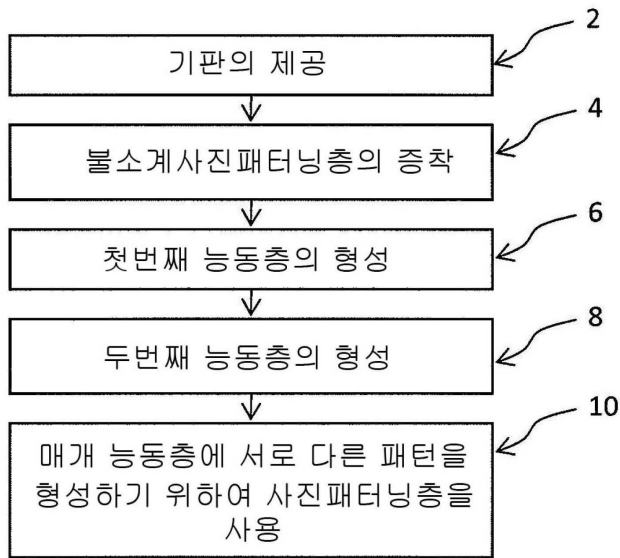 2
기판의 제공
4
불소계사진패터닝층의 증착
6
첫번째 능동층의 형성
8
두번째 능동층의 형성
10
매개 능동층에 서로 다른 패턴을
형성하기 위하여 사진패터닝층을
사용